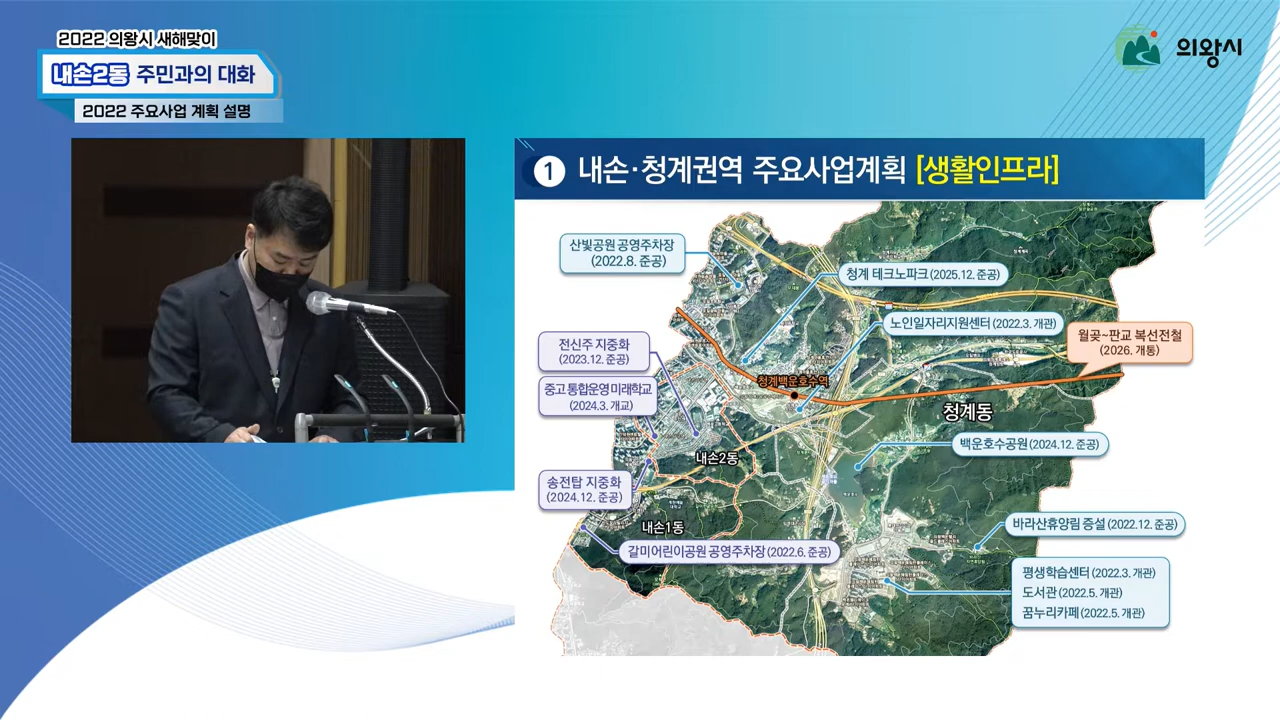 2022 의왕시 새해맞이
내손2동 주민과의 대화
2022 주요사업 계획 설명
의왕시
1 내손·청계권역 주요사업계획 [생활인프라]
산빛공원 공영주차장
(2022.8. 준공)
청계 테크노파크(2025.12. 준공)
노인일자리지원센터(2022.3. 개관)
월곶~판교 복선전철
(2026. 개통)
전신주 지중화
(2023.12. 준공)
중고 통합운영 미래학교
(2024.3. 개교)
청계백운호수역
청계동
백운호수공원(2024.12. 준공)
내손2동
송전탑 지중화
(2024.12. 준공)
내손1동
갈미어린이공원 공영주차장(2022.6. 준공)
바라산휴양림 증설(2022.12. 준공)
평생학습센터(2022.3. 개관)
도서관(2022.5. 개관)
꿈누리카페(2022.5. 개관)